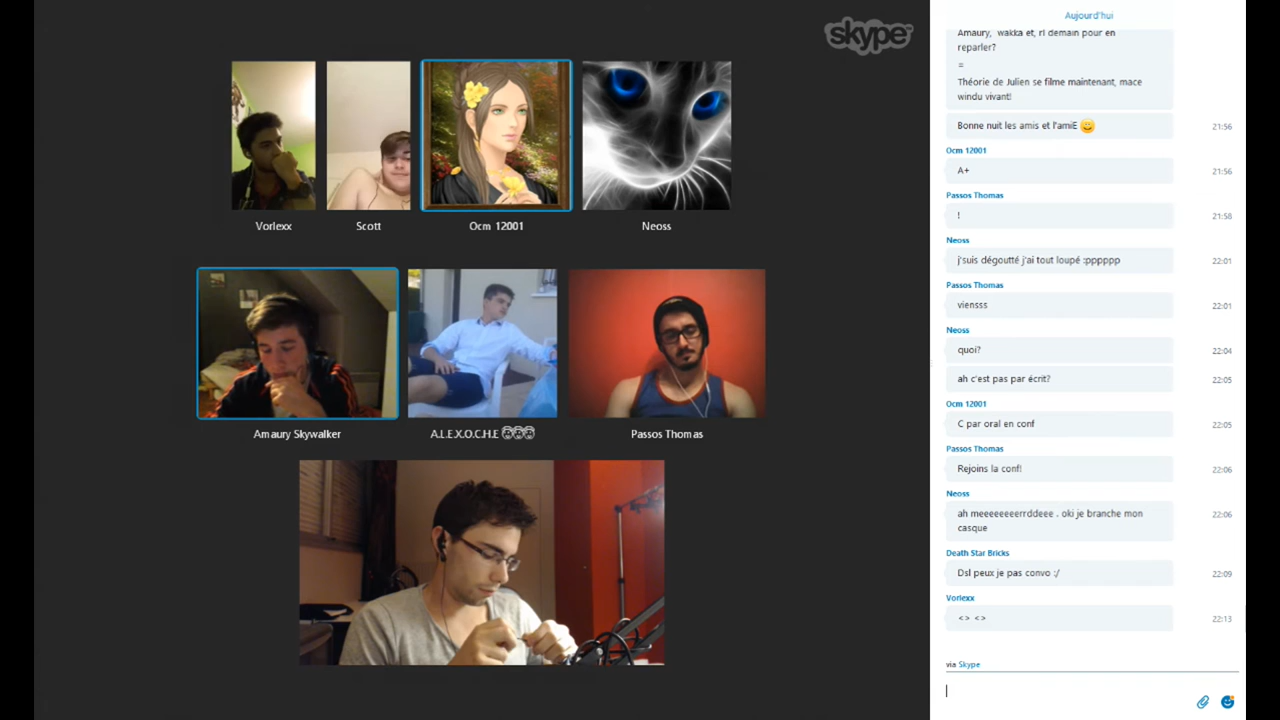 skype
Vorlexx
Scott
Ocm 12001
Neoss
Amaury Skywalker
A.L.E.X.O.C.H.E
Passos Thomas
Aujourd'hui
Amaury, wakka et, rl demain pour en
reparler?
=
Théorie de Julien se filme maintenant, mace
windu vivant!
Bonne nuit les amis et l'amiE
21:56
Ocm 12001
A+
21:56
Passos Thomas
!
21:58
Neoss
j'suis dégoutté j'ai tout loupé :pppppp
22:01
Passos Thomas
viensss
22:01
Neoss
quoi?
22:04
ah c'est pas par écrit?
22:05
Ocm 12001
C par oral en conf
22:05
Passos Thomas
Rejoins la conf!
22:06
Neoss
ah meeeeeeerrddeee . oki je branche mon
casque
22:06
Death Star Bricks
Dsl peux je pas convo :/
22:09
Vorlexx
<> <>
22:13
via Skype